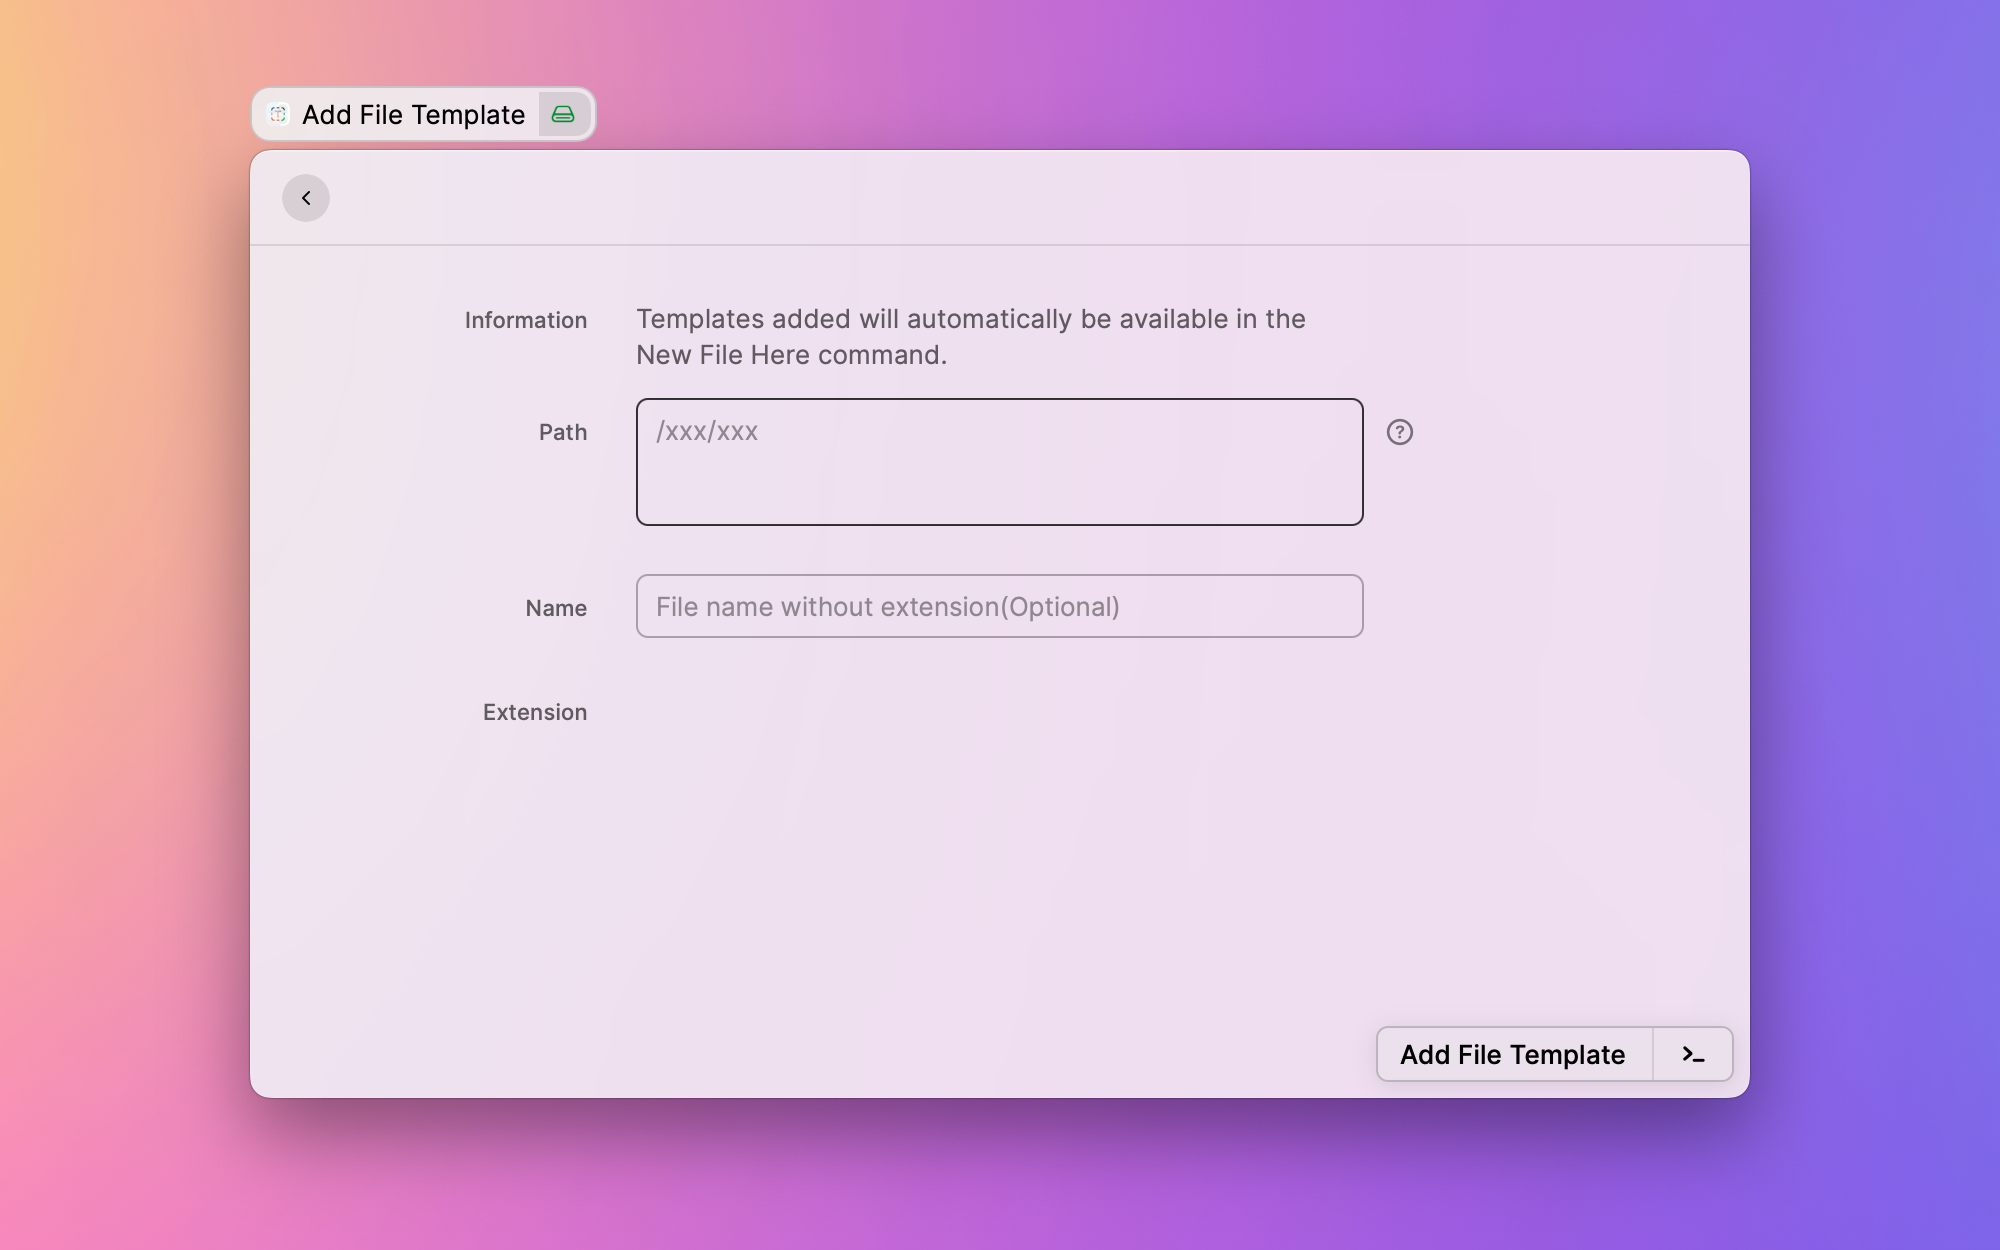 Add File Template
Information
Templates added will automatically be available in the
New File Here command.
Path
/xxx/xxx
Name
File name without extension(Optional)
Extension
Add File Template